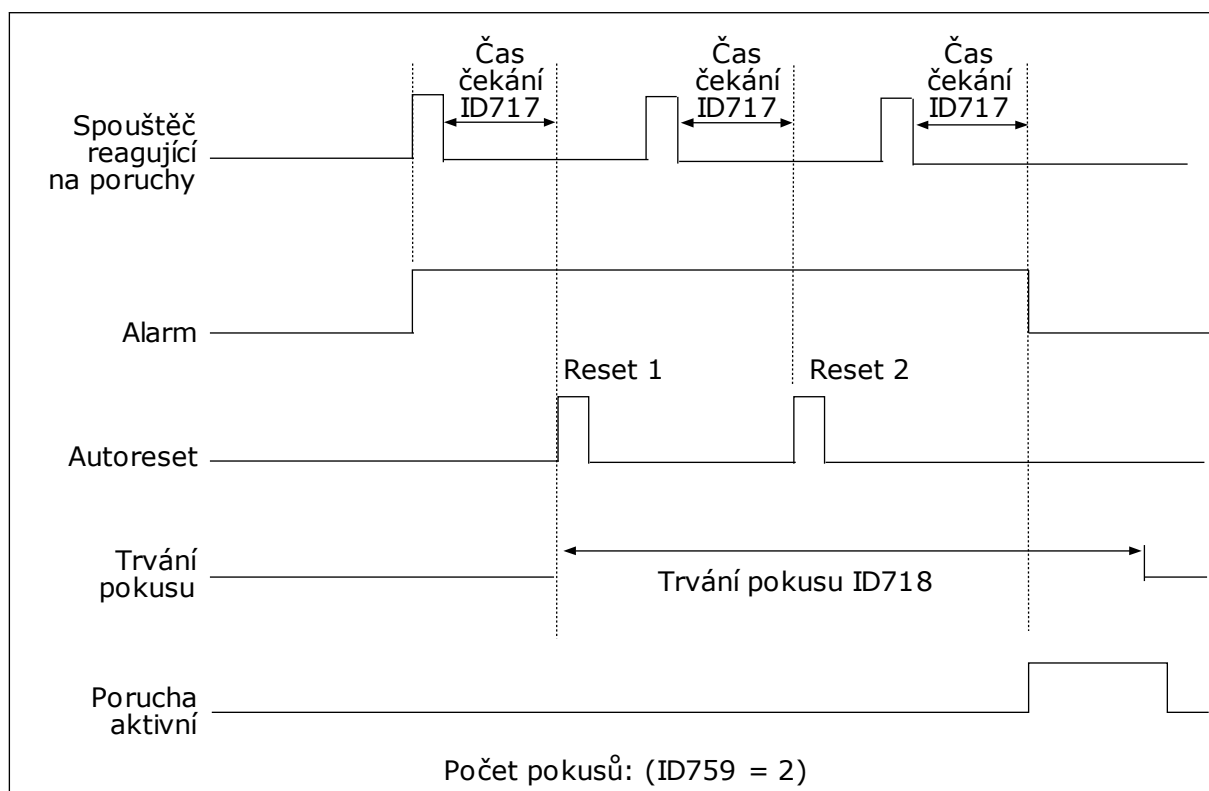 Čas
čekání
ID717
Čas
čekání
ID717
Čas
čekání
ID717
Spouštěč
reagující
na poruchy
Alarm
Reset 1
Reset 2
Autoreset
Trvání
pokusu
Trvání pokusu ID718
Porucha
aktivní
Počet pokusů: (ID759 = 2)